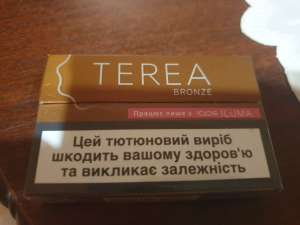 TEREA
BRONZE
Працює лише з IQOS ILUMA
Цей тютюновий виріб
шкодить вашому здоров'ю
та викликає залежність